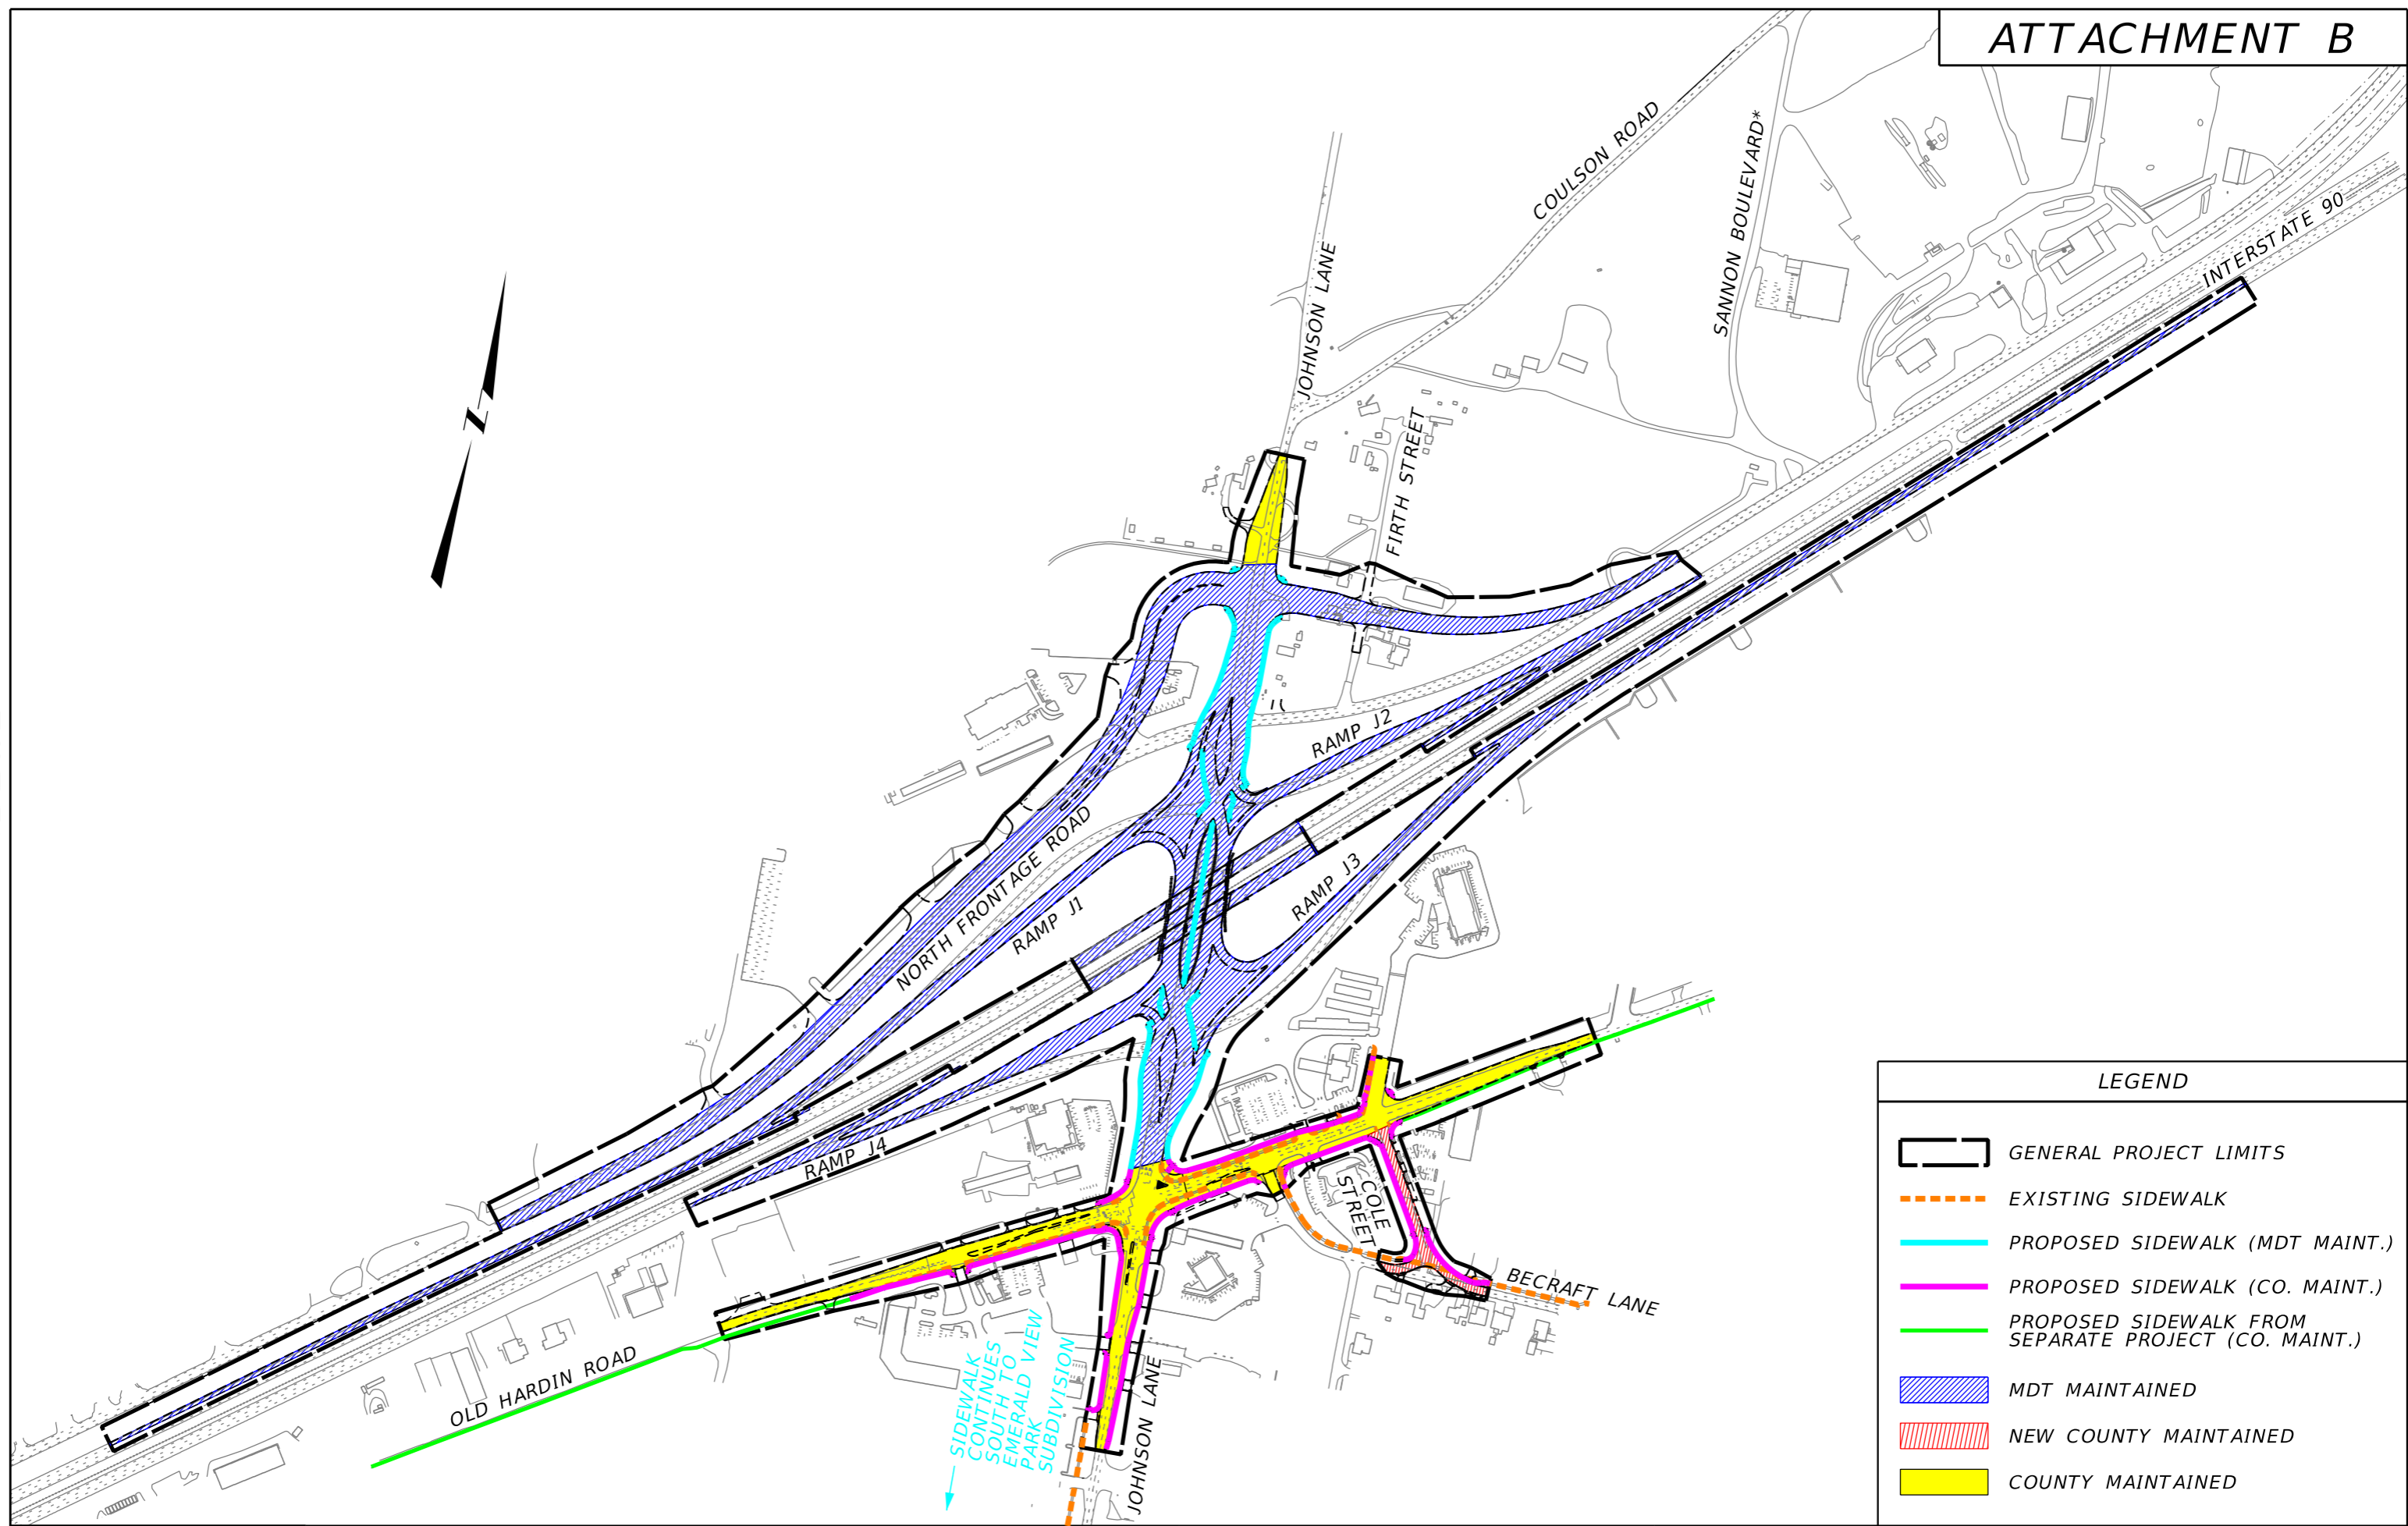 ATTACHMENT B
COULSON ROAD
SANNON BOULEVARD*
INTERSTATE 90
JOHNSON LANE
FIRTH STREET
N
RAMP J2
NORTH FRONTAGE ROAD
RAMP J1
RAMP J3
RAMP J4
COLE
STREET
BECRAFT LANE
OLD HARDIN ROAD
SIDEWALK
CONTINUES
SOUTH TO
EMERALD VIEW
PARK
SUBDIVISION
JOHNSON LANE
LEGEND
GENERAL PROJECT LIMITS
EXISTING SIDEWALK
PROPOSED SIDEWALK (MDT MAINT.)
PROPOSED SIDEWALK (CO. MAINT.)
PROPOSED SIDEWALK FROM
SEPARATE PROJECT (CO. MAINT.)
MDT MAINTAINED
NEW COUNTY MAINTAINED
COUNTY MAINTAINED